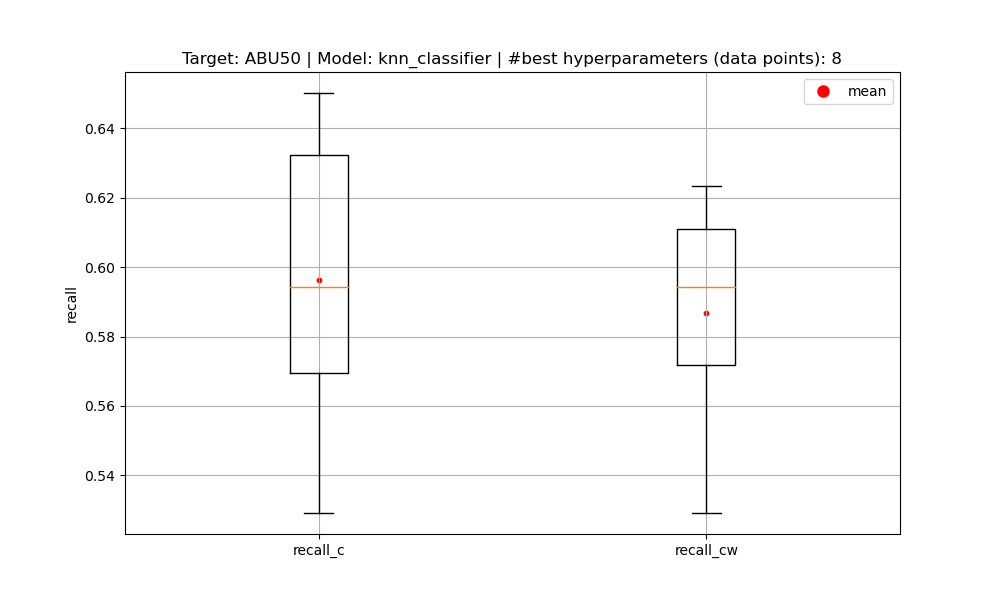 Target: ABU50 | Model: knn_classifier | #best hyperparameters (data points): 8
mean
0.64
0.62
0.60
0.58
0.56
0.54
recall
recall_c
recall_cw